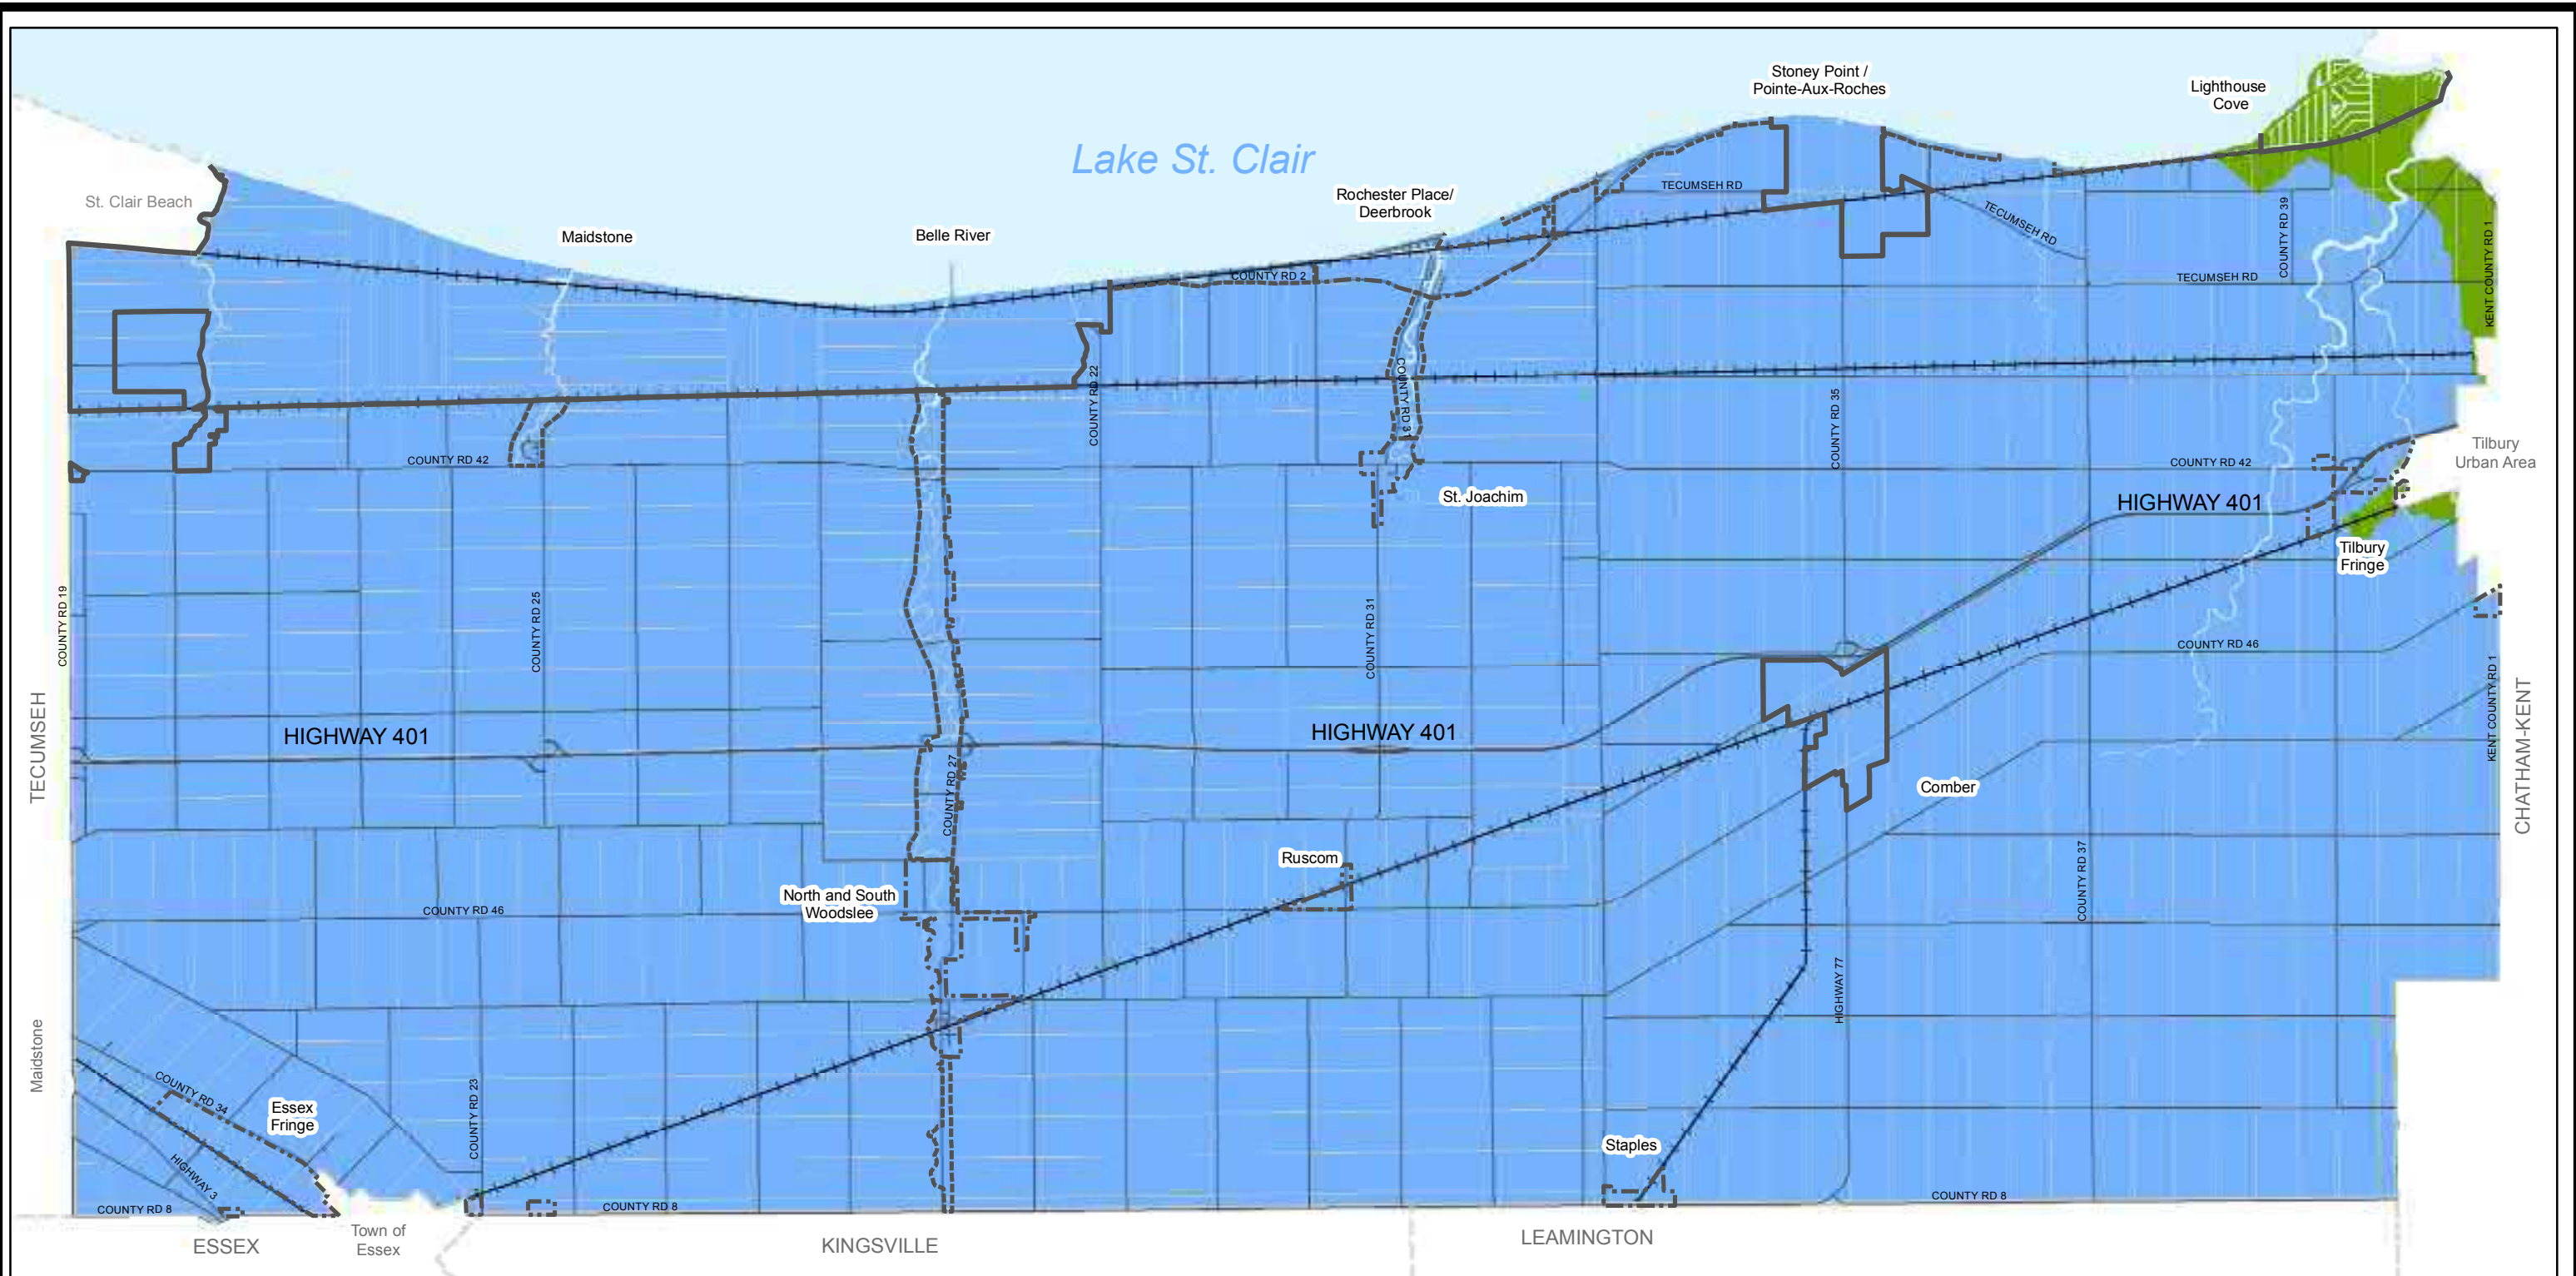 Stoney Point /
Pointe-Aux-Roches
Lighthouse
Cove
Lake St. Clair
St. Clair Beach
Maidstone
Belle River
Rochester Place/
Deerbrook
TECUMSEH RD
TECUMSEH RD
COUNTY RD 39
KENT COUNTY RD 1
COUNTY RD 2
TECUMSEH RD
COUNTY RD 22
COUNTY RD 31
COUNTY RD 35
COUNTY RD 42
COUNTY RD 42
Tilbury
Urban Area
St. Joachim
HIGHWAY 401
Tilbury
Fringe
COUNTY RD 19
COUNTY RD 25
COUNTY RD 31
COUNTY RD 46
KENT COUNTY RD 1
TECUMSEH
HIGHWAY 401
HIGHWAY 401
CHATHAM-KENT
COUNTY RD 27
Comber
Ruscom
North and South
Woodslee
COUNTY RD 46
COUNTY RD 37
HIGHWAY 77
Maidstone
COUNTY RD 34
Essex
Fringe
COUNTY RD 23
HIGHWAY 3
Staples
COUNTY RD 8
COUNTY RD 8
COUNTY RD 8
ESSEX
Town of
Essex
KINGSVILLE
LEAMINGTON